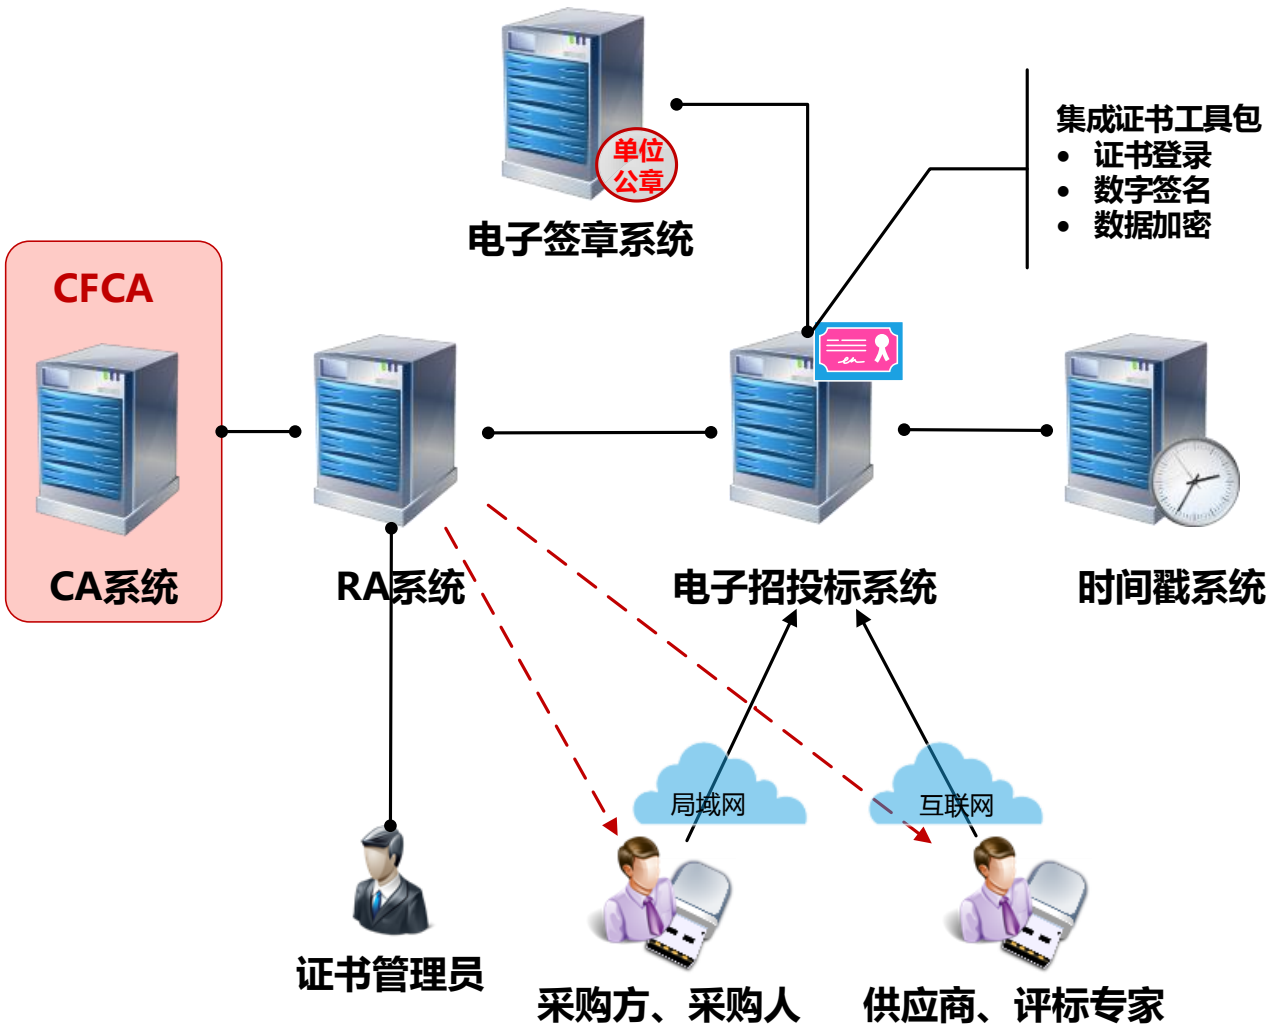 单位
公章
电子签章系统
集成证书工具包
• 证书登录
• 数字签名
• 数据加密
CFCA
CA系统
RA系统
电子招投标系统
时间戳系统
局域网
互联网
证书管理员
采购方、采购人
供应商、评标专家